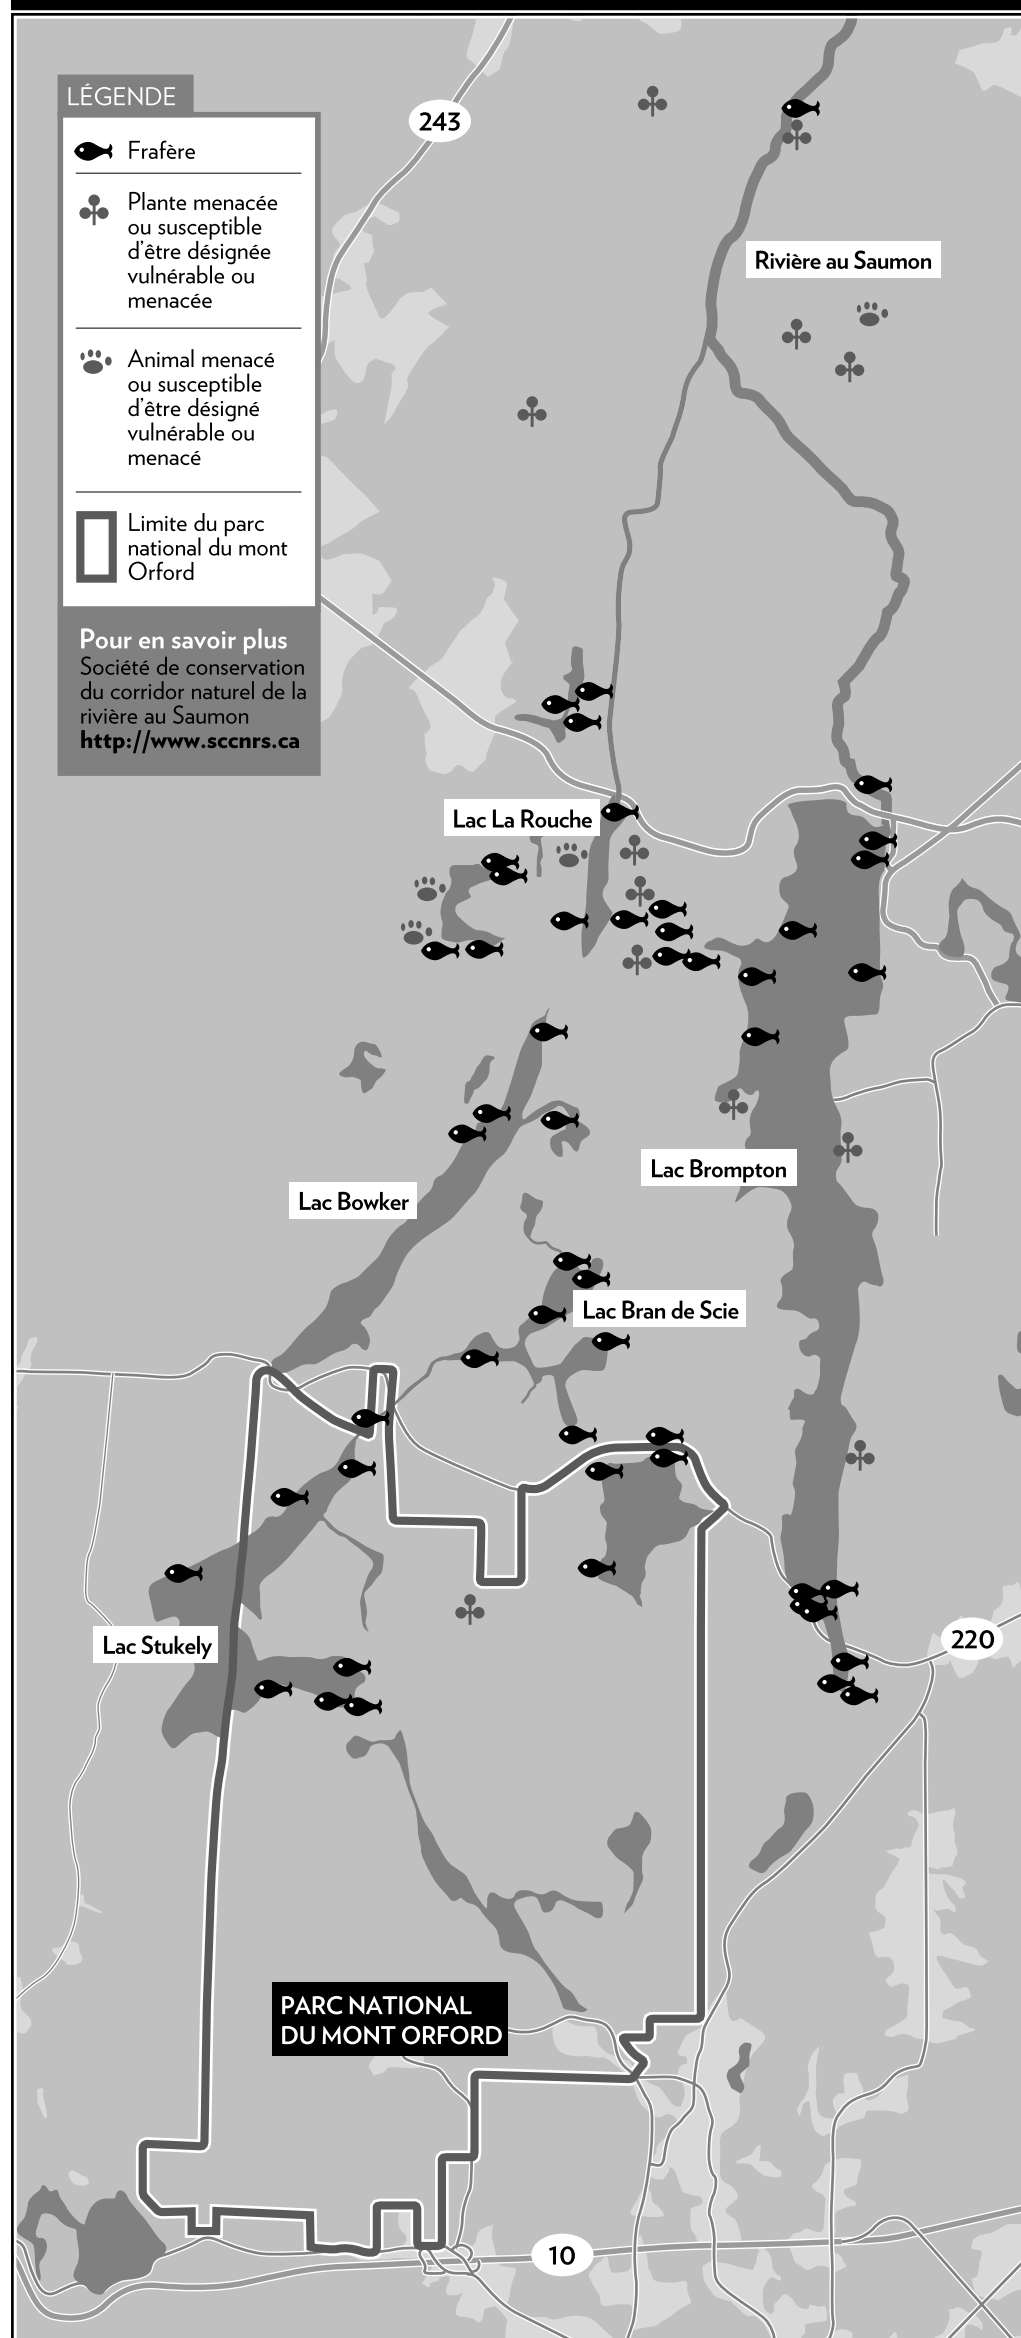 LÉGENDE
Frafère
Plante menacée
ou susceptible
d'être désignée
vulnérable ou
menacée
Animal menacé
ou susceptible
d'être désigné
vulnérable ou
menacé
Limite du parc
national du mont
Orford
Pour en savoir plus
Société de conservation
du corridor naturel de la
rivière au Saumon
http://www.sccnrs.ca
243
Rivière au Saumon
Lac La Rouche
Lac Brompton
Lac Bowker
Lac Bran de Scie
Lac Stukely
220
PARC NATIONAL
DU MONT ORFORD
10